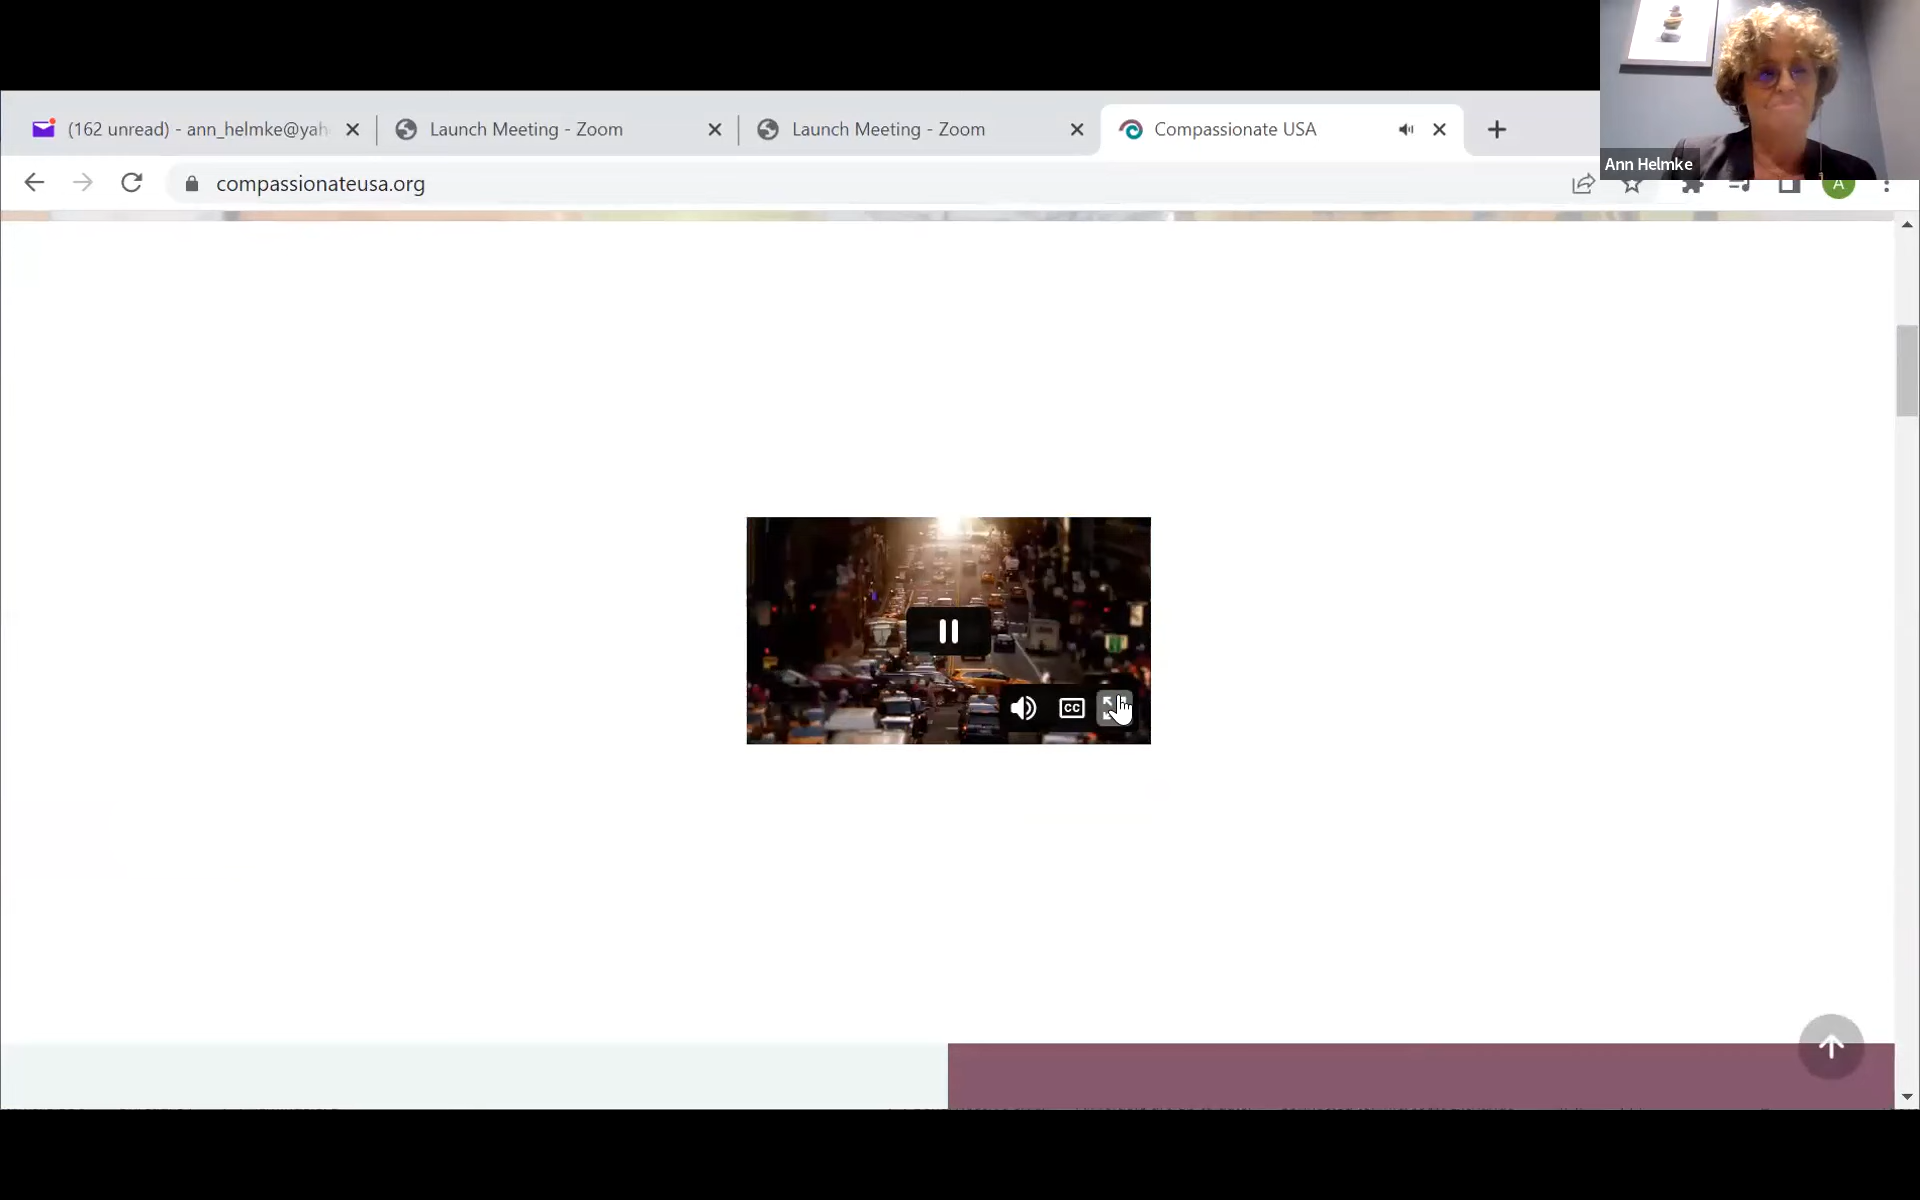 (162 unread) - ann_helmke@yah
Launch Meeting - Zoom
Launch Meeting - Zoom
Compassionate USA
Ann Helmke
compassionateusa.org
A
CC